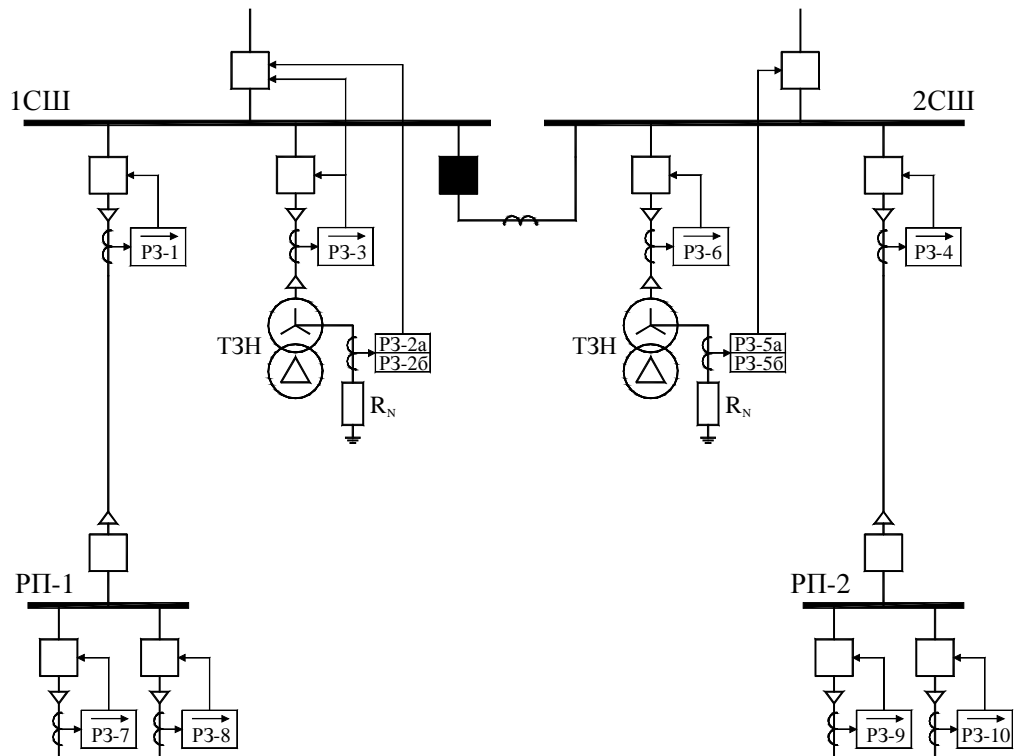 1СШ
2СШ
РЗ-1
РЗ-3
РЗ-6
РЗ-4
ТЗН
РЗ-2а
РЗ-2б
R_N
ТЗН
РЗ-5а
РЗ-5б
R_N
РП-1
РП-2
РЗ-7
РЗ-8
РЗ-9
РЗ-10